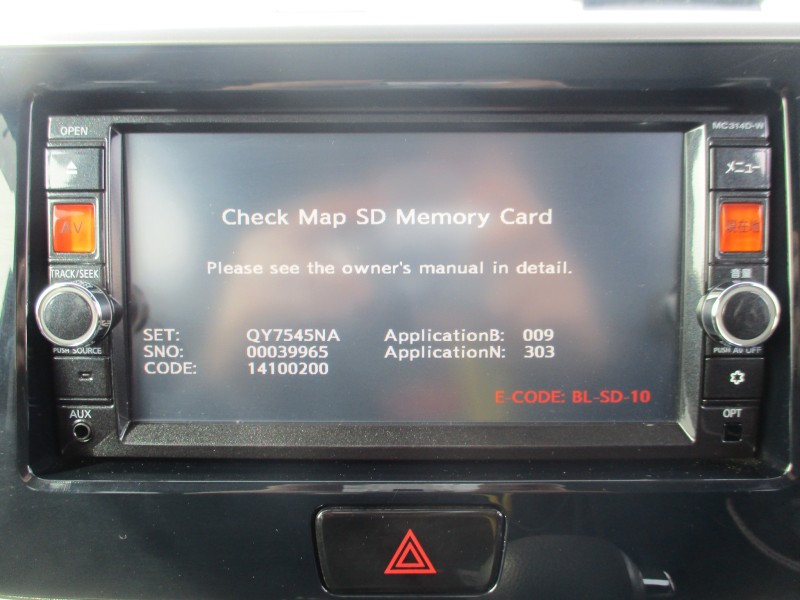 OPEN
MC314D-W
メニュー
AV
Check Map SD Memory Card
Please see the owner's manual in detail.
TRACK/SEEK
音量
SET: QY7545NA ApplicationB: 009
SNO: 00039965 ApplicationN: 303
CODE: 14100200
PUSH SOURCE
PUSH AV OFF
E-CODE: BL-SD-10
AUX
OPT